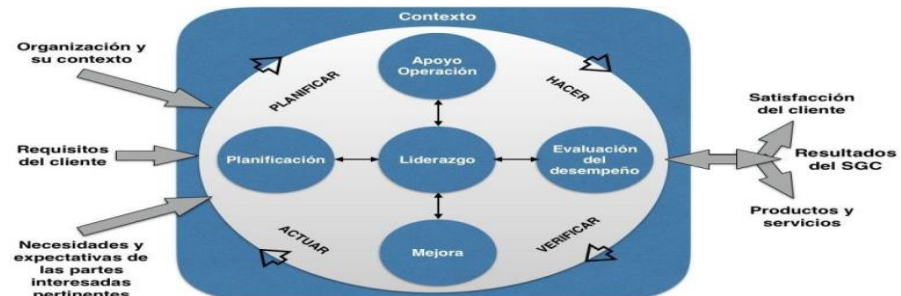 Contexto
Organización y
su contexto
Requisitos
del cliente
Necesidades y
expectativas de
las partes
interesadas
pertinentes
PLANIFICAR
Apoyo
Operación
HACER
Planificación
Liderazgo
Evaluación
del
desempeño
ACTUAR
Mejora
VERIFICAR
Satisfacción
del cliente
Resultados
del SGC
Productos y
servicios